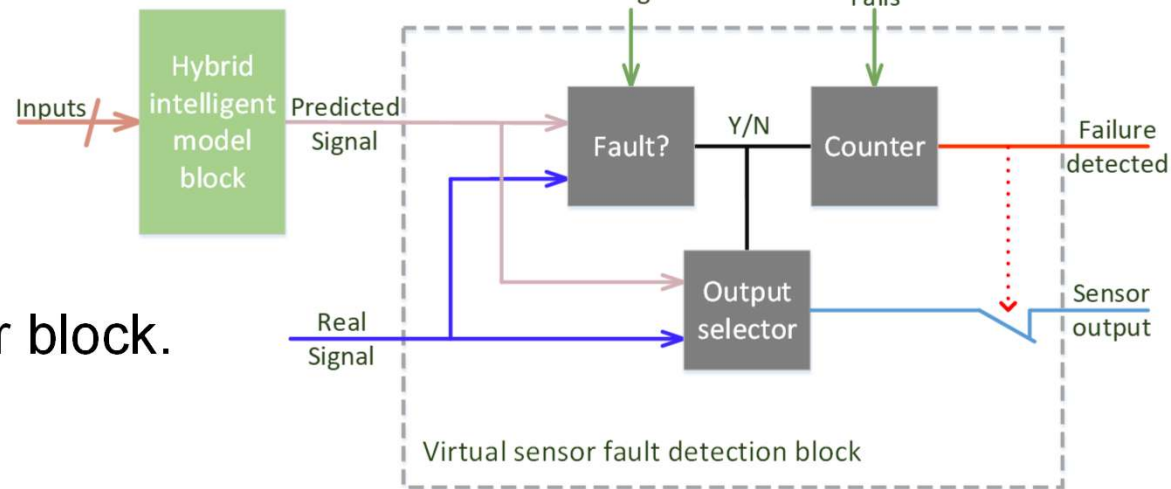 Hybrid
intelligent
model
block
Inputs
Predicted
Signal
Fault?
Y/N
Counter
Failure
detected
Output
selector
Sensor
output
r block.
Real
Signal
Virtual sensor fault detection block